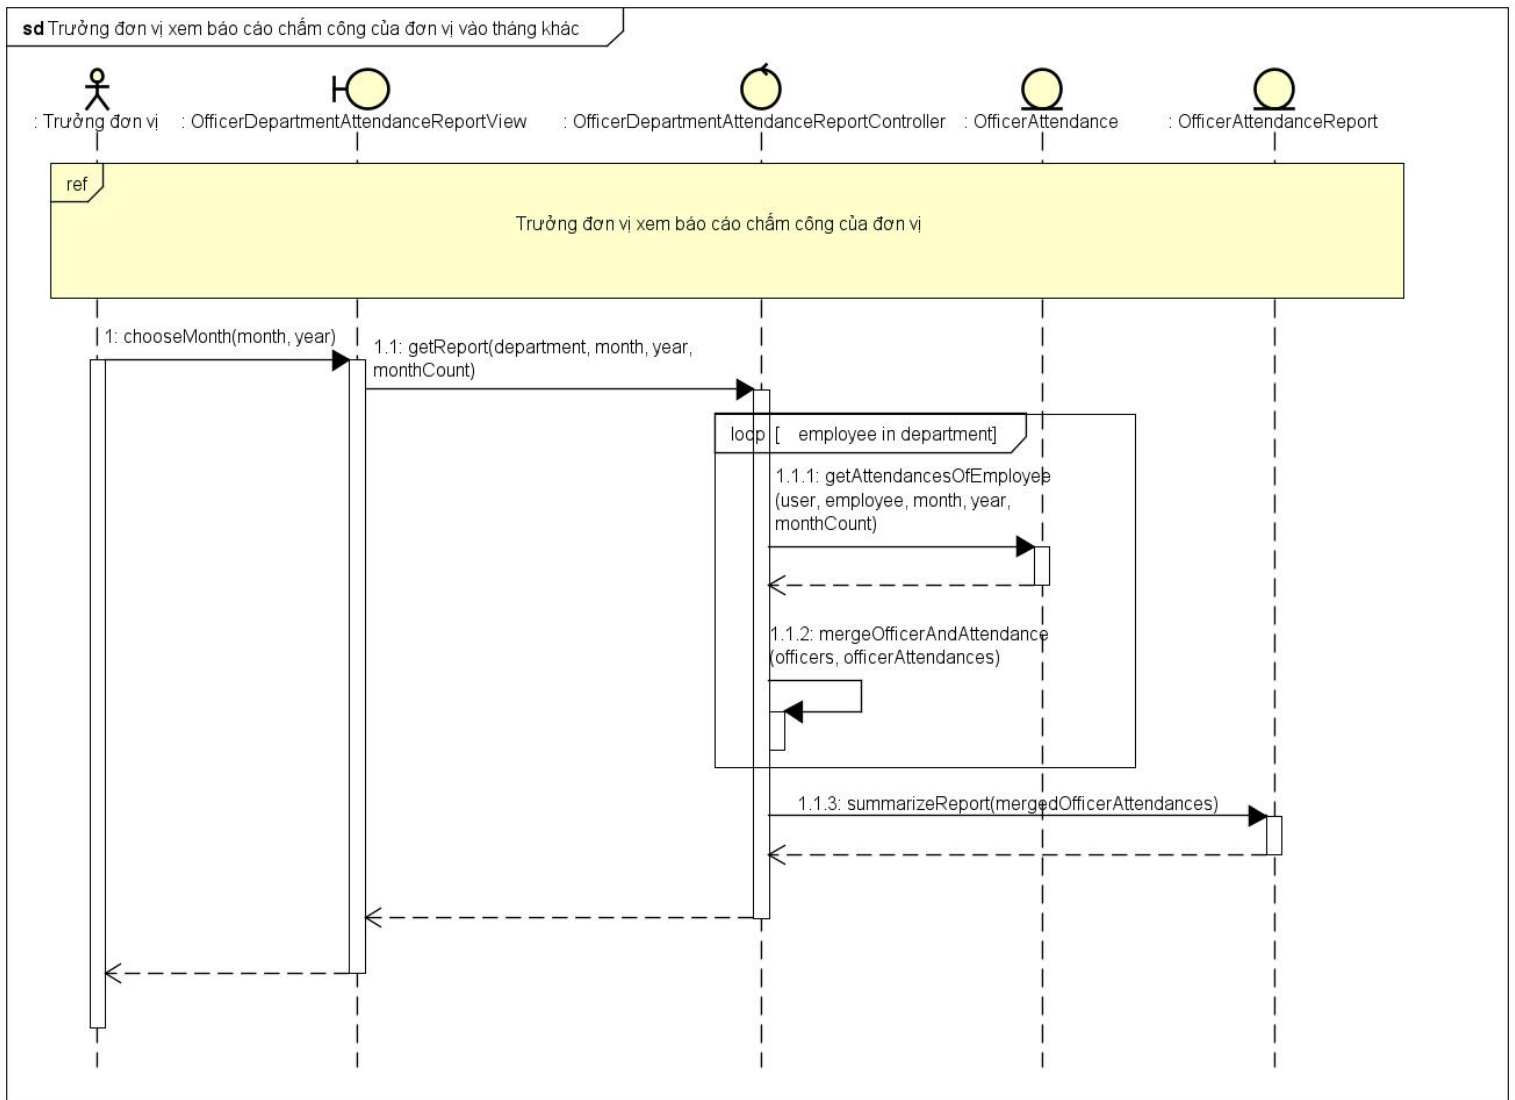 sd Trưởng đơn vị xem báo cáo chấm công của đơn vị vào tháng khác
: Trưởng đơn vị
: OfficerDepartmentAttendanceReportView
: OfficerDepartmentAttendanceReportController
: OfficerAttendance
: OfficerAttendanceReport
ref
Trưởng đơn vị xem báo cáo chấm công của đơn vị
1: chooseMonth(month, year)
1.1: getReport(department, month, year,
monthCount)
loop [ employee in department]
1.1.1: getAttendancesOfEmployee
(user, employee, month, year,
monthCount)
1.1.2: mergeOfficerAndAttendance
(officers, officerAttendances)
1.1.3: summarizeReport(mergedOfficerAttendances)